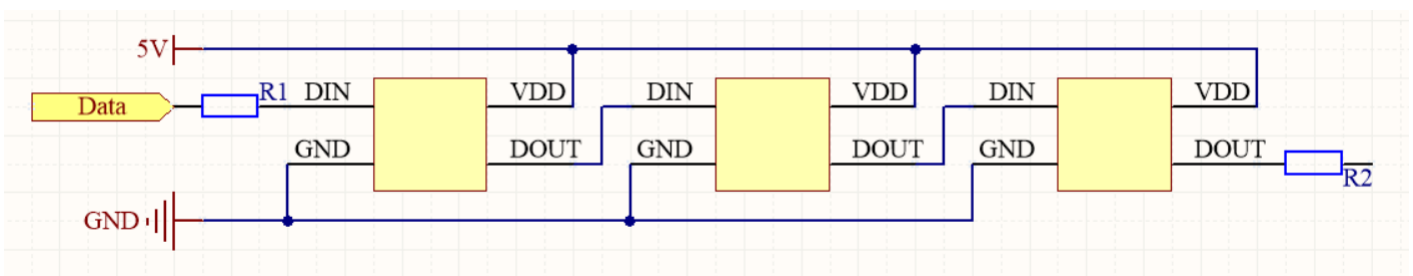 5V
R1 DIN VDD DIN VDD DIN VDD
Data
GND DOUT GND DOUT GND DOUT
R2
GND